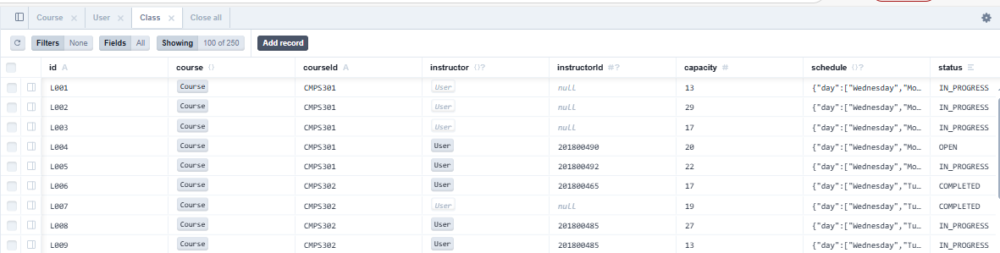 Course User Class Close all
Filters None Fields All Showing 100 of 250 Add record
id A course {} courseId A instructor {}? instructorId #? capacity # schedule {}? status
L001 Course CMPS301 User null 13 {"day":["Wednesday","Mo… IN_PROGRESS
L002 Course CMPS301 User null 29 {"day":["Wednesday","Mo… IN_PROGRESS
L003 Course CMPS301 User null 17 {"day":["Wednesday","Mo… IN_PROGRESS
L004 Course CMPS301 User 201800490 20 {"day":["Wednesday","Mo… OPEN
L005 Course CMPS301 User 201800492 22 {"day":["Wednesday","Mo… IN_PROGRESS
L006 Course CMPS302 User 201800465 17 {"day":["Wednesday","Tu… COMPLETED
L007 Course CMPS302 User null 19 {"day":["Wednesday","Tu… COMPLETED
L008 Course CMPS302 User 201800485 27 {"day":["Wednesday","Tu… IN_PROGRESS
L009 Course CMPS302 User 201800485 13 {"day":["Wednesday","Tu… IN_PROGRESS